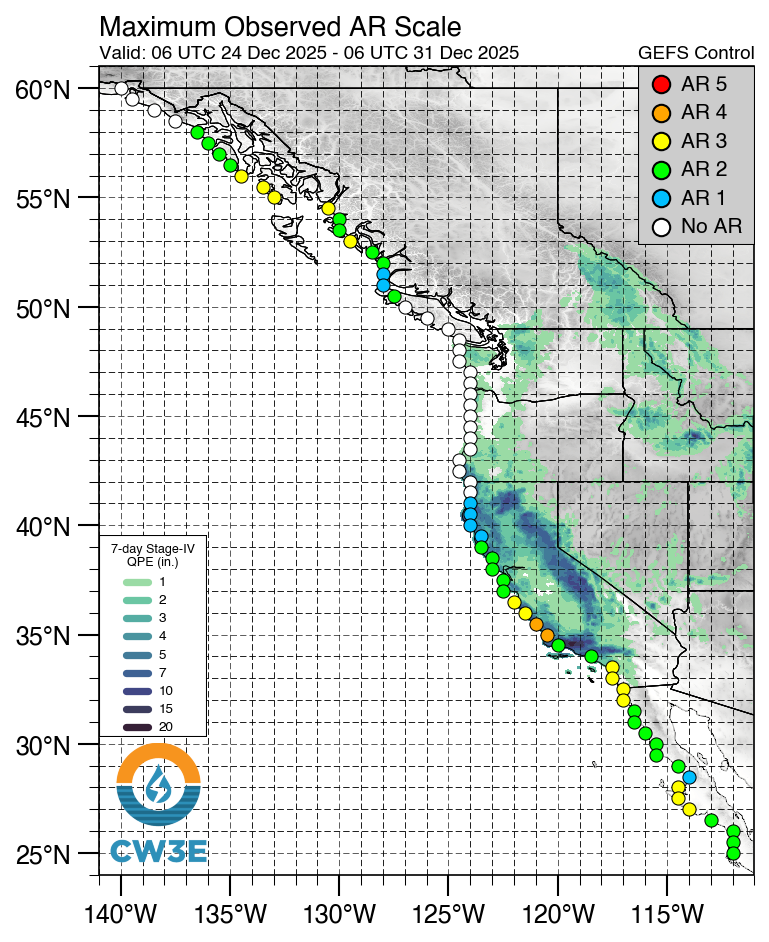 Maximum Observed AR Scale
Valid: 06 UTC 24 Dec 2025 - 06 UTC 31 Dec 2025
GEFS Control
AR 5
AR 4
AR 3
AR 2
AR 1
No AR
60°N
55°N
50°N
45°N
40°N
35°N
30°N
25°N
7-day Stage-IV
QPE (in.)
1
2
3
4
5
7
10
15
20
CW3E
140°W 135°W 130°W 125°W 120°W 115°W